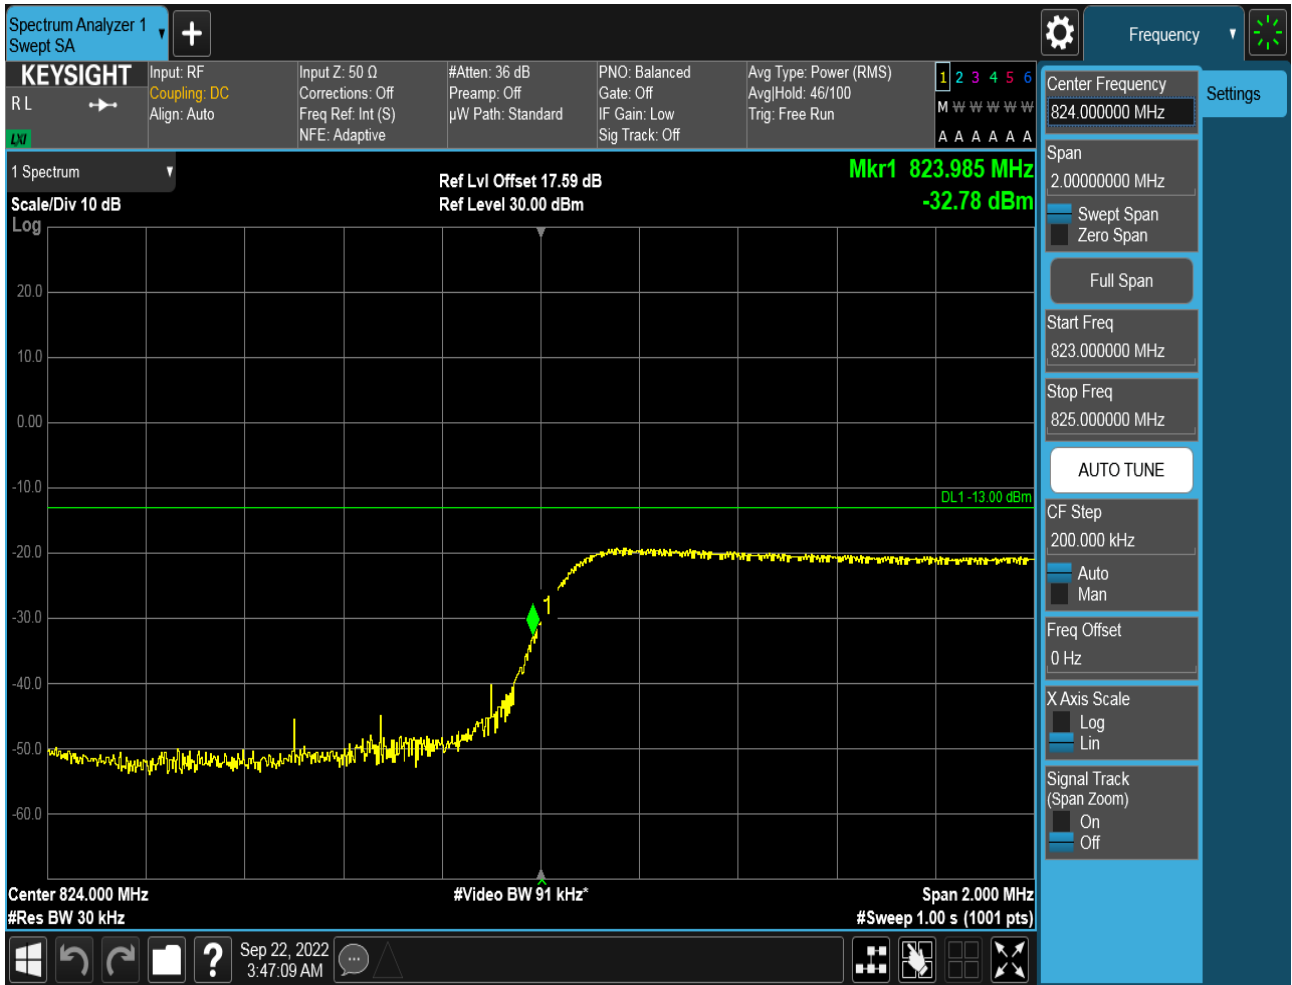 Spectrum Analyzer 1
Swept SA
Frequency
KEYSIGHT
R L
LXI
Input: RF
Coupling: DC
Align: Auto
Input Z: 50 Ω
Corrections: Off
Freq Ref: Int (S)
NFE: Adaptive
#Atten: 36 dB
Preamp: Off
µW Path: Standard
PNO: Balanced
Gate: Off
IF Gain: Low
Sig Track: Off
Avg Type: Power (RMS)
Avg|Hold: 46/100
Trig: Free Run
1 2 3 4 5 6
M W W W W W
A A A A A A
1 Spectrum
Scale/Div 10 dB
Log
Ref Lvl Offset 17.59 dB
Ref Level 30.00 dBm
Mkr1 823.985 MHz
-32.78 dBm
20.0
10.0
0.00
-10.0
DL1 -13.00 dBm
-20.0
1
-30.0
-40.0
-50.0
-60.0
Center 824.000 MHz
#Video BW 91 kHz*
Span 2.000 MHz
#Res BW 30 kHz
#Sweep 1.00 s (1001 pts)
Center Frequency
824.000000 MHz
Settings
Span
2.00000000 MHz
Swept Span
Zero Span
Full Span
Start Freq
823.000000 MHz
Stop Freq
825.000000 MHz
AUTO TUNE
CF Step
200.000 kHz
Auto
Man
Freq Offset
0 Hz
X Axis Scale
Log
Lin
Signal Track
(Span Zoom)
On
Off
?
Sep 22, 2022
3:47:09 AM